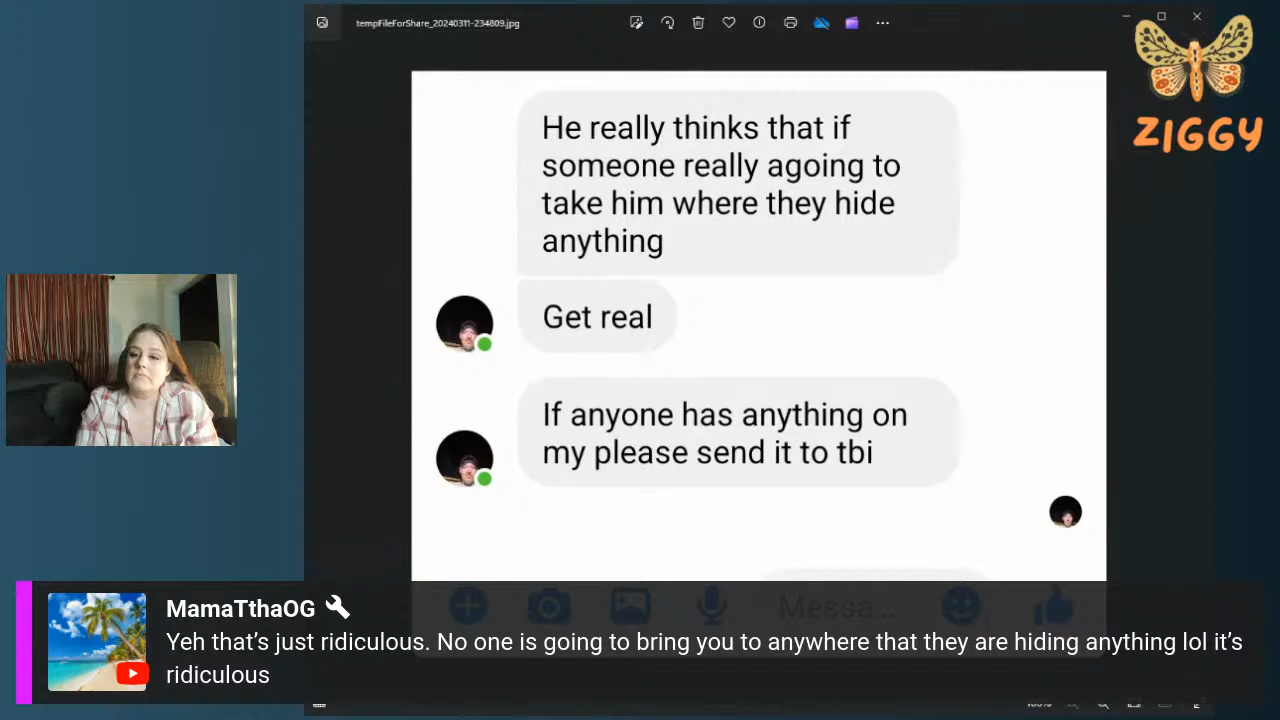 tempFileForShare_20240311-234809.jpg
ZIGGY
He really thinks that if
someone really agoing to
take him where they hide
anything
Get real
If anyone has anything on
my please send it to tbi
Messa...
MamaTthaOG
Yeh that’s just ridiculous. No one is going to bring you to anywhere that they are hiding anything lol it’s
ridiculous